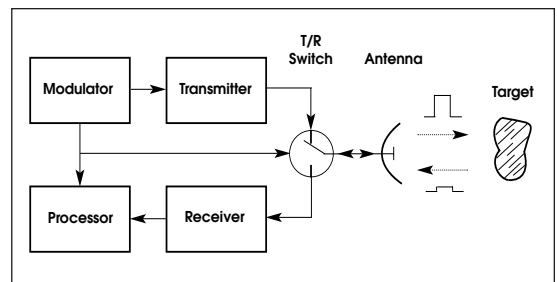 T/R
Switch
Antenna
Modulator
Transmitter
Target
Processor
Receiver